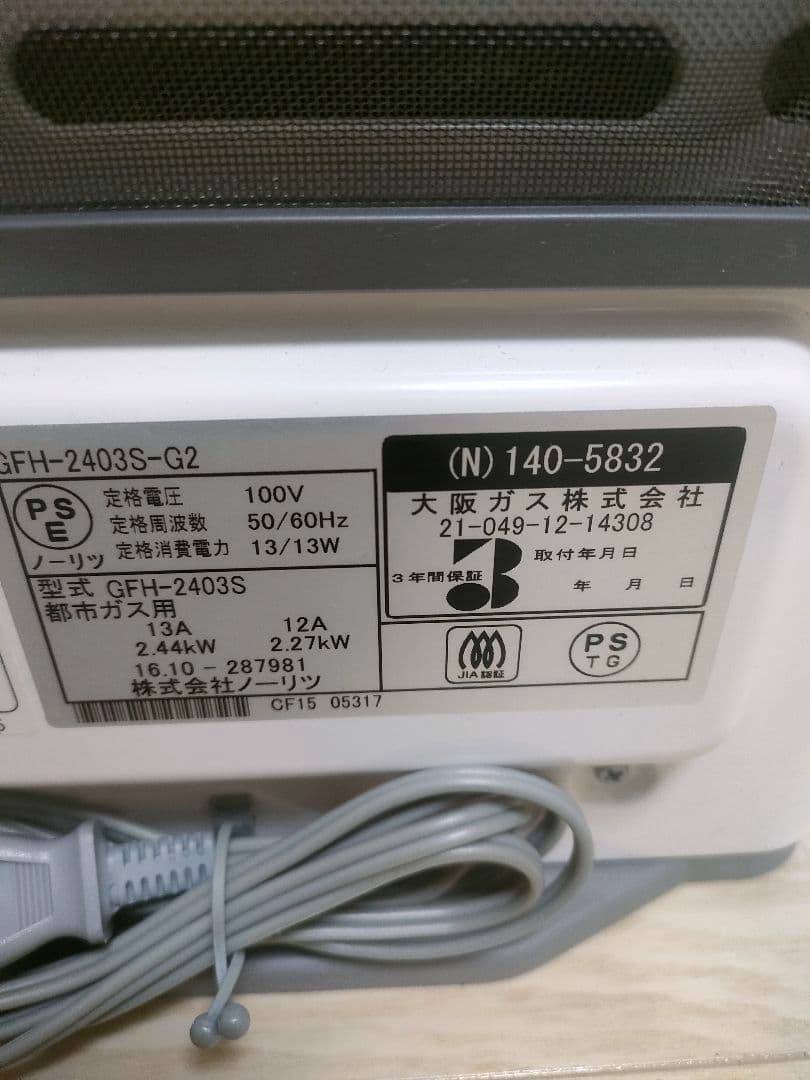 GFH-2403S-G2
PS
E
ノーリツ
定格電圧 100V
定格周波数 50/60Hz
定格消費電力 13/13W
型式 GFH-2403S
都市ガス用
13A 12A
2.44kW 2.27kW
16.10-287981
株式会社ノーリツ
CF15 05317
(N) 140-5832
大阪ガス株式会社
21-049-12-14308
3年間保証
3
取付年月日
年 月 日
JIA認証
PS
TG